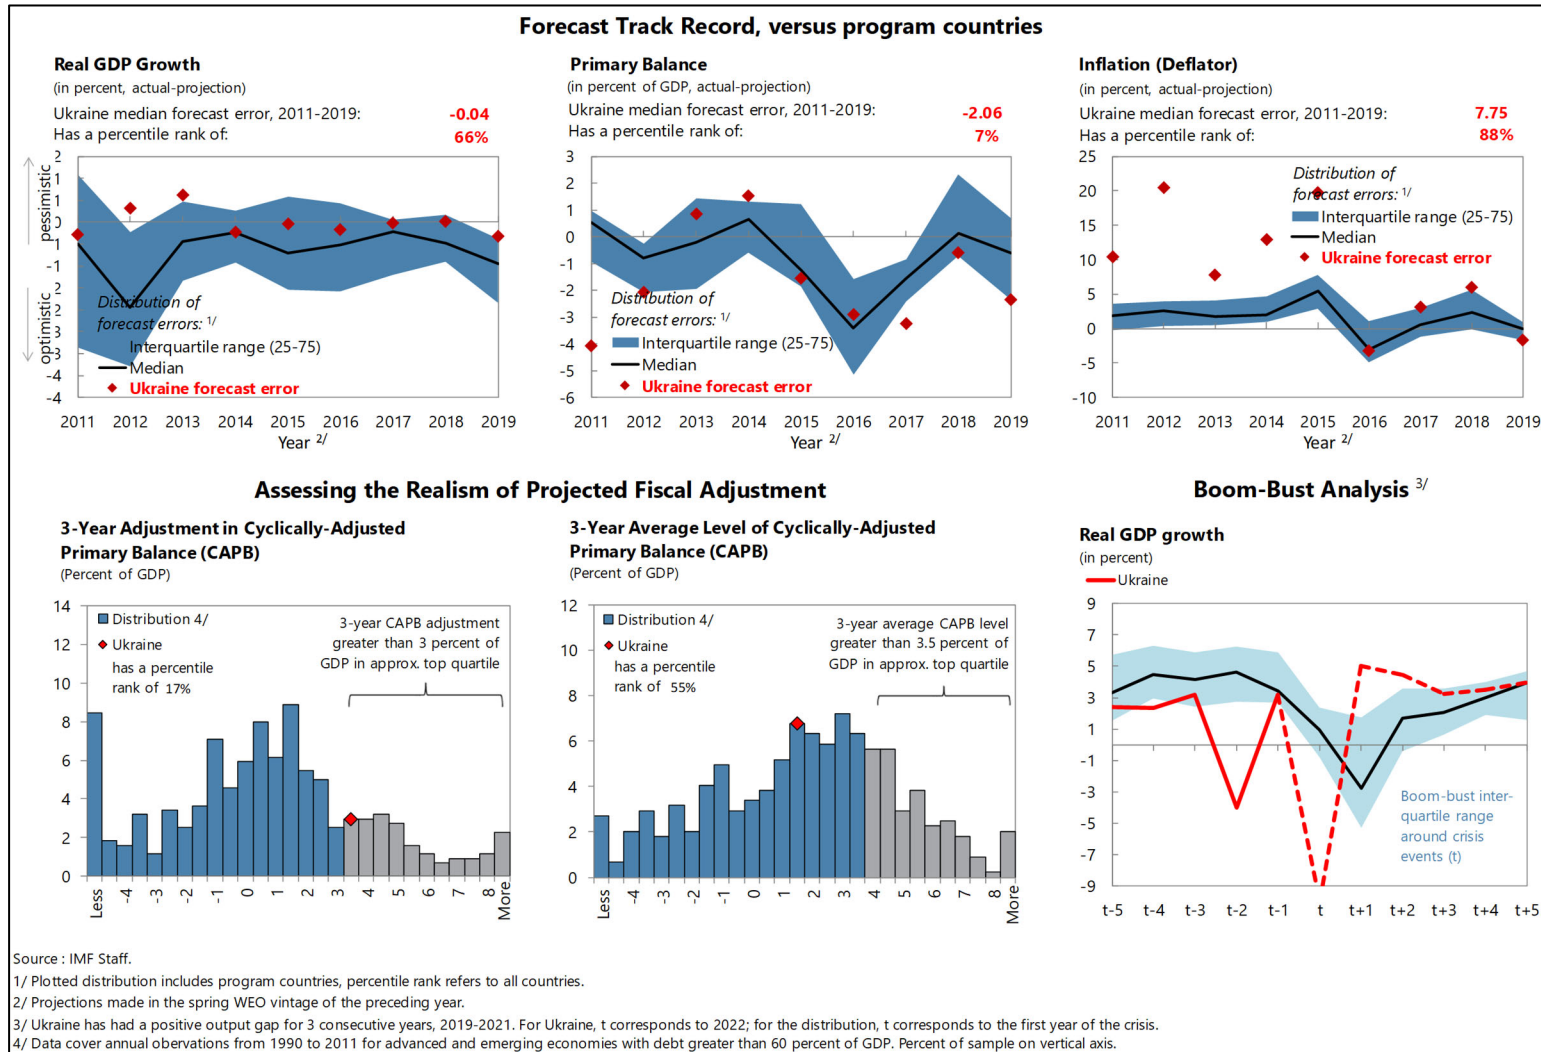 Forecast Track Record, versus program countries
Real GDP Growth
(in percent, actual-projection)
Ukraine median forecast error, 2011-2019: -0.04
Has a percentile rank of: 66%
pessimistic
optimistic
2
1
1
0
1
-1
2
2
3
-3
-4
-4
Distribution of
forecast errors: 1/
Interquartile range (25-75)
Median
Ukraine forecast error
2011 2012 2013 2014 2015 2016 2017 2018 2019
Year 2/
Primary Balance
(in percent of GDP, actual-projection)
Ukraine median forecast error, 2011-2019: -2.06
Has a percentile rank of: 7%
3
2
1
0
-1
-2
-3
-4
-5
-6
Distribution of
forecast errors: 1/
Interquartile range (25-75)
Median
Ukraine forecast error
2011 2012 2013 2014 2015 2016 2017 2018 2019
Year 2/
Inflation (Deflator)
(in percent, actual-projection)
Ukraine median forecast error, 2011-2019: 7.75
Has a percentile rank of: 88%
25
20
15
10
5
0
-5
-10
Distribution of
forecast errors: 1/
Interquartile range (25-75)
Median
Ukraine forecast error
2011 2012 2013 2014 2015 2016 2017 2018 2019
Year 2/
Assessing the Realism of Projected Fiscal Adjustment
3-Year Adjustment in Cyclically-Adjusted
Primary Balance (CAPB)
(Percent of GDP)
14
12
10
8
6
4
2
0
Distribution 4/
Ukraine
has a percentile
rank of 17%
3-year CAPB adjustment
greater than 3 percent of
GDP in approx. top quartile
Less -4 -3 -2 -1 0 1 2 3 4 5 6 7 8 More
3-Year Average Level of Cyclically-Adjusted
Primary Balance (CAPB)
(Percent of GDP)
12
10
8
6
4
2
0
Distribution 4/
Ukraine
has a percentile
rank of 55%
3-year average CAPB level
greater than 3.5 percent of
GDP in approx. top quartile
Less -4 -3 -2 -1 0 1 2 3 4 5 6 7 8 More
Boom-Bust Analysis 3/
Real GDP growth
(in percent)
Ukraine
9
7
5
3
1
-1
-3
-5
-7
-9
Boom-bust inter-
quartile range
around crisis
events (t)
t-5 t-4 t-3 t-2 t-1 t t+1 t+2 t+3 t+4 t+5
Source : IMF Staff.
1/ Plotted distribution includes program countries, percentile rank refers to all countries.
2/ Projections made in the spring WEO vintage of the preceding year.
3/ Ukraine has had a positive output gap for 3 consecutive years, 2019-2021. For Ukraine, t corresponds to 2022; for the distribution, t corresponds to the first year of the crisis.
4/ Data cover annual obervations from 1990 to 2011 for advanced and emerging economies with debt greater than 60 percent of GDP. Percent of sample on vertical axis.